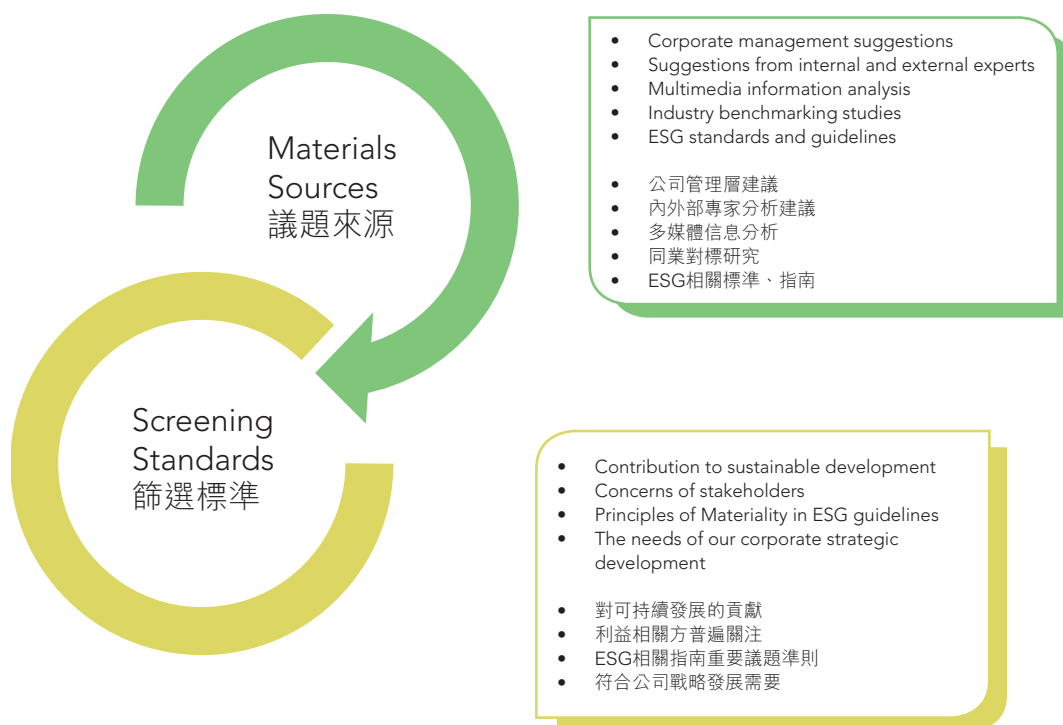 Materials
Sources
議題來源
• Corporate management suggestions
• Suggestions from internal and external experts
• Multimedia information analysis
• Industry benchmarking studies
• ESG standards and guidelines
• 公司管理層建議
• 內外部專家分析建議
• 多媒體信息分析
• 同業對標研究
• ESG相關標準、指南
Screening
Standards
篩選標準
• Contribution to sustainable development
• Concerns of stakeholders
• Principles of Materiality in ESG guidelines
• The needs of our corporate strategic
development
• 對可持續發展的貢獻
• 利益相關方普遍關注
• ESG相關指南重要議題準則
• 符合公司戰略發展需要